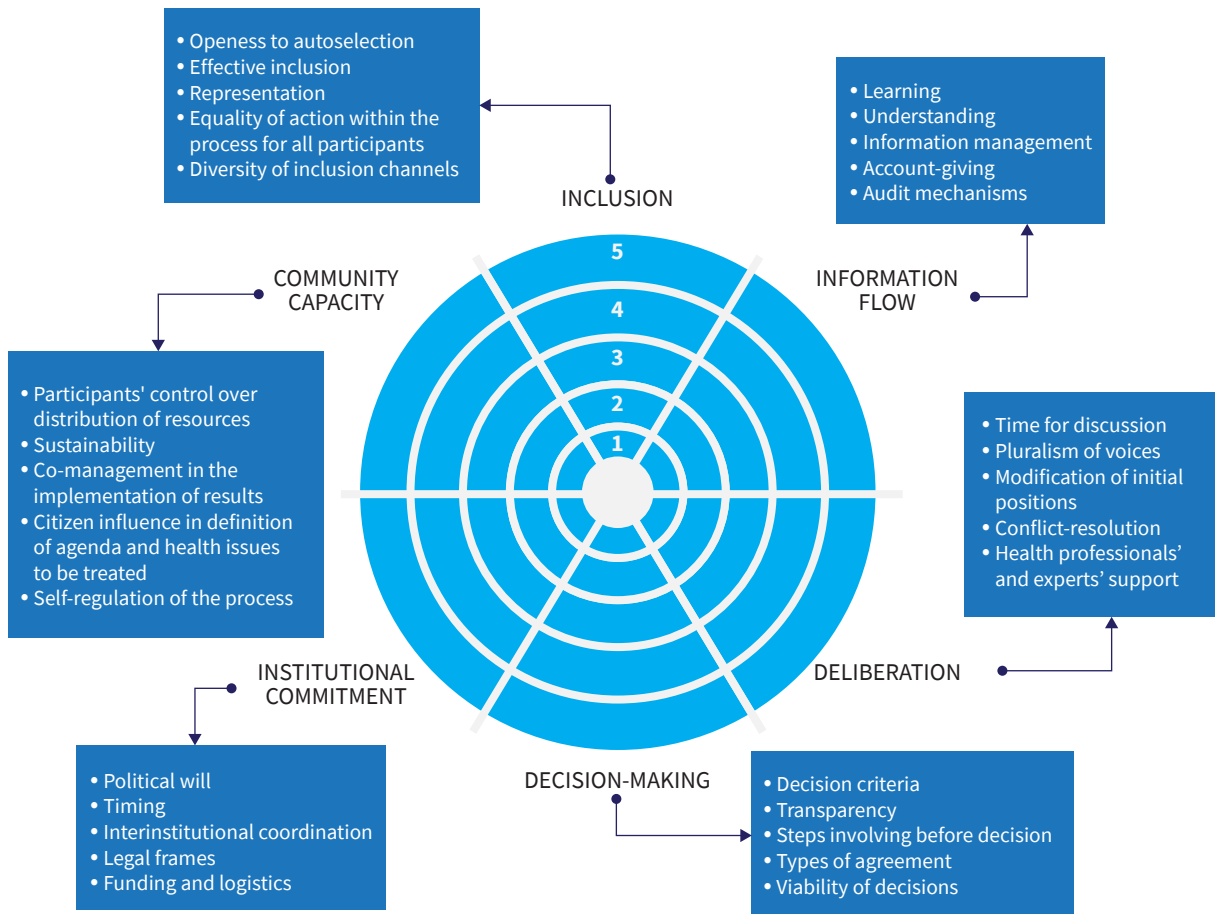 • Openess to autoselection
• Effective inclusion
• Representation
• Equality of action within the
process for all participants
• Diversity of inclusion channels
INCLUSION
• Learning
• Understanding
• Information management
• Account-giving
• Audit mechanisms
INFORMATION
FLOW
COMMUNITY
CAPACITY
5
4
3
2
1
• Participants' control over
distribution of resources
• Sustainability
• Co-management in the
implementation of results
• Citizen influence in definition
of agenda and health issues
to be treated
• Self-regulation of the process
• Time for discussion
• Pluralism of voices
• Modification of initial
positions
• Conflict-resolution
• Health professionals’
and experts’ support
INSTITUTIONAL
COMMITMENT
DELIBERATION
• Political will
• Timing
• Interinstitutional coordination
• Legal frames
• Funding and logistics
DECISION-MAKING
• Decision criteria
• Transparency
• Steps involving before decision
• Types of agreement
• Viability of decisions